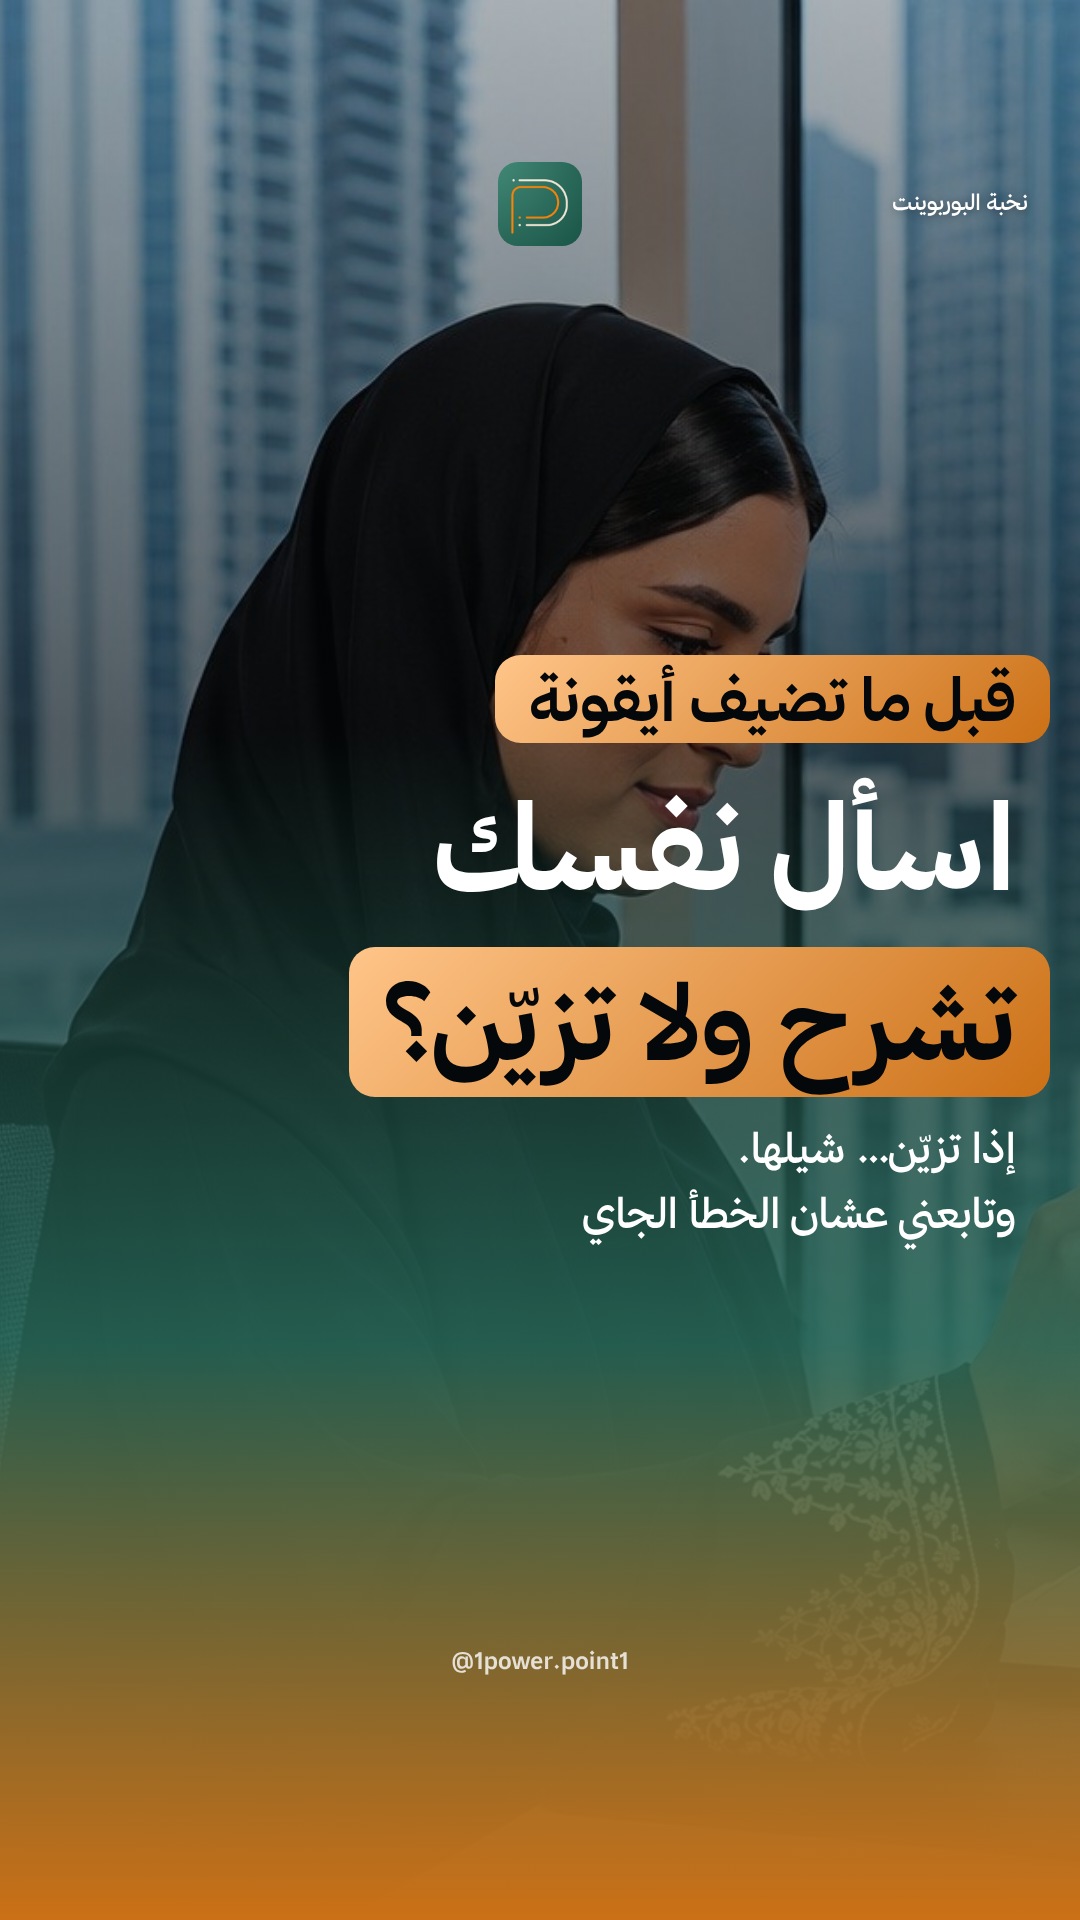 نخبة البوربوينت
قبل ما تضيف أيقونة
اسأل نفسك
تشرح ولا تزيّن؟
إذا تزيّن... شيلها.
وتابعني عشان الخطأ الجاي
@1power.point1